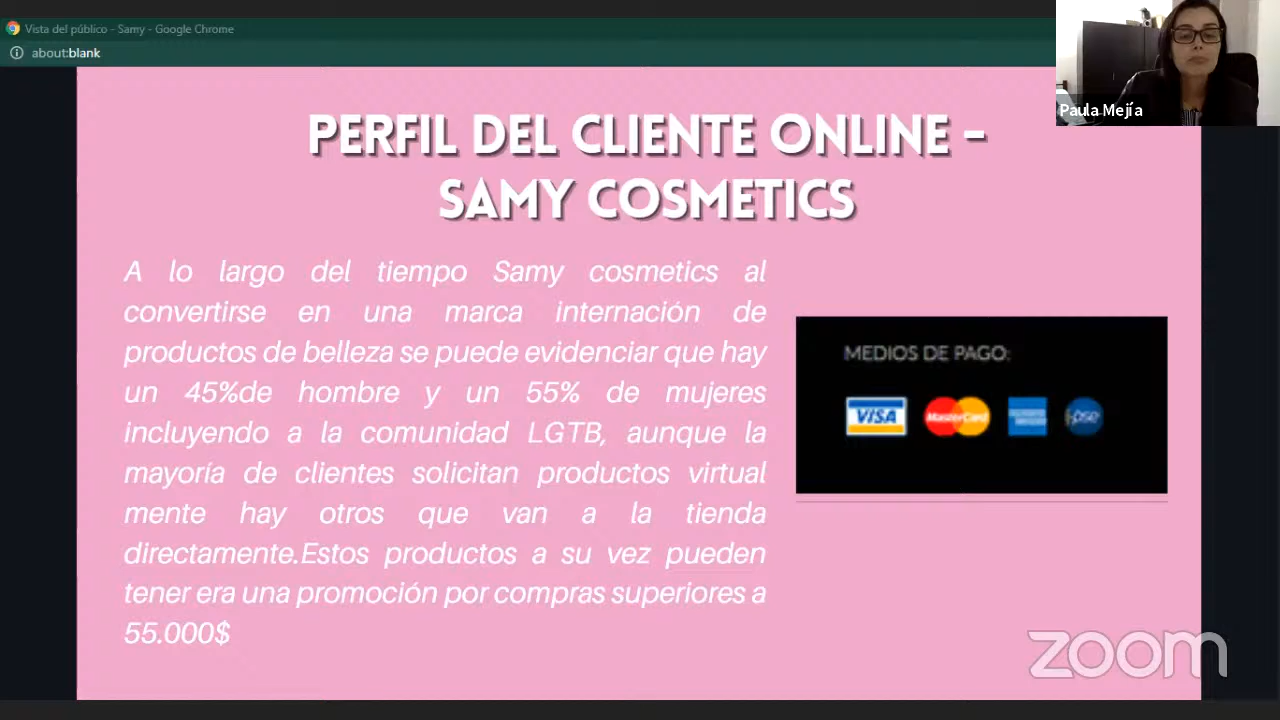 Vista del público - Samy - Google Chrome
about:blank
Paula Mejía
PERFIL DEL CLIENTE ONLINE -
SAMY COSMETICS
A lo largo del tiempo Samy cosmetics al
convertirse en una marca internación de
productos de belleza se puede evidenciar que hay
un 45%de hombre y un 55% de mujeres
incluyendo a la comunidad LGTB, aunque la
mayoría de clientes solicitan productos virtual
mente hay otros que van a la tienda
directamente.Estos productos a su vez pueden
tener era una promoción por compras superiores a
55.000$
MEDIOS DE PAGO:
VISA
MasterCard
pse
zoom